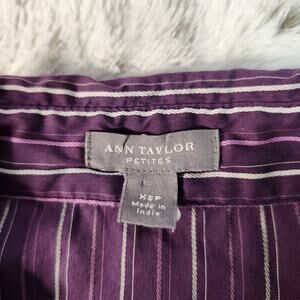 ANN TAYLOR
PETITES
XSP
Made in
India